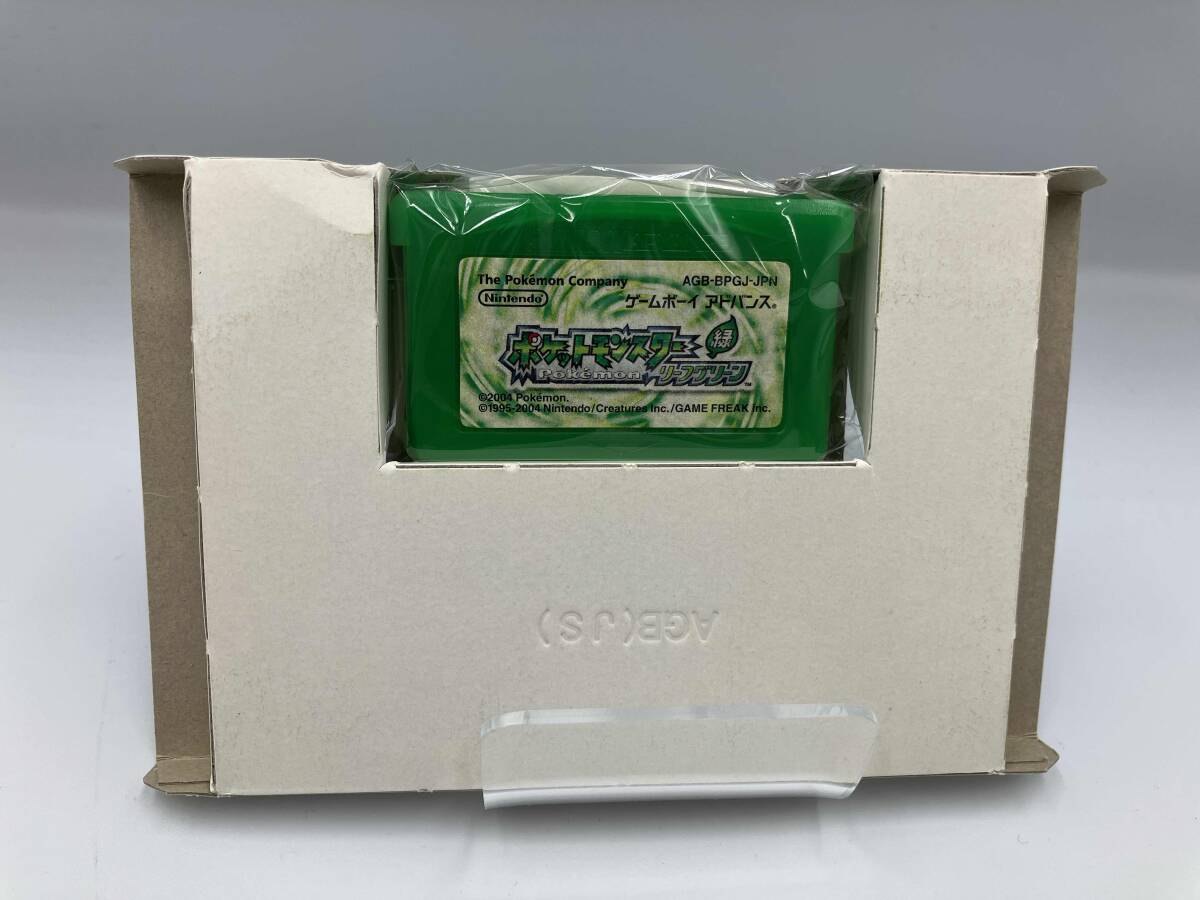 The Pokémon Company
AGB-BPGJ-JPN
Nintendo
ゲームボーイ アドバンス®
ポケットモンスター
緑
Pokémon
リーフグリーン™
©2004 Pokémon.
©1995-2004 Nintendo/Creatures Inc./GAME FREAK inc.
AGB(JS)